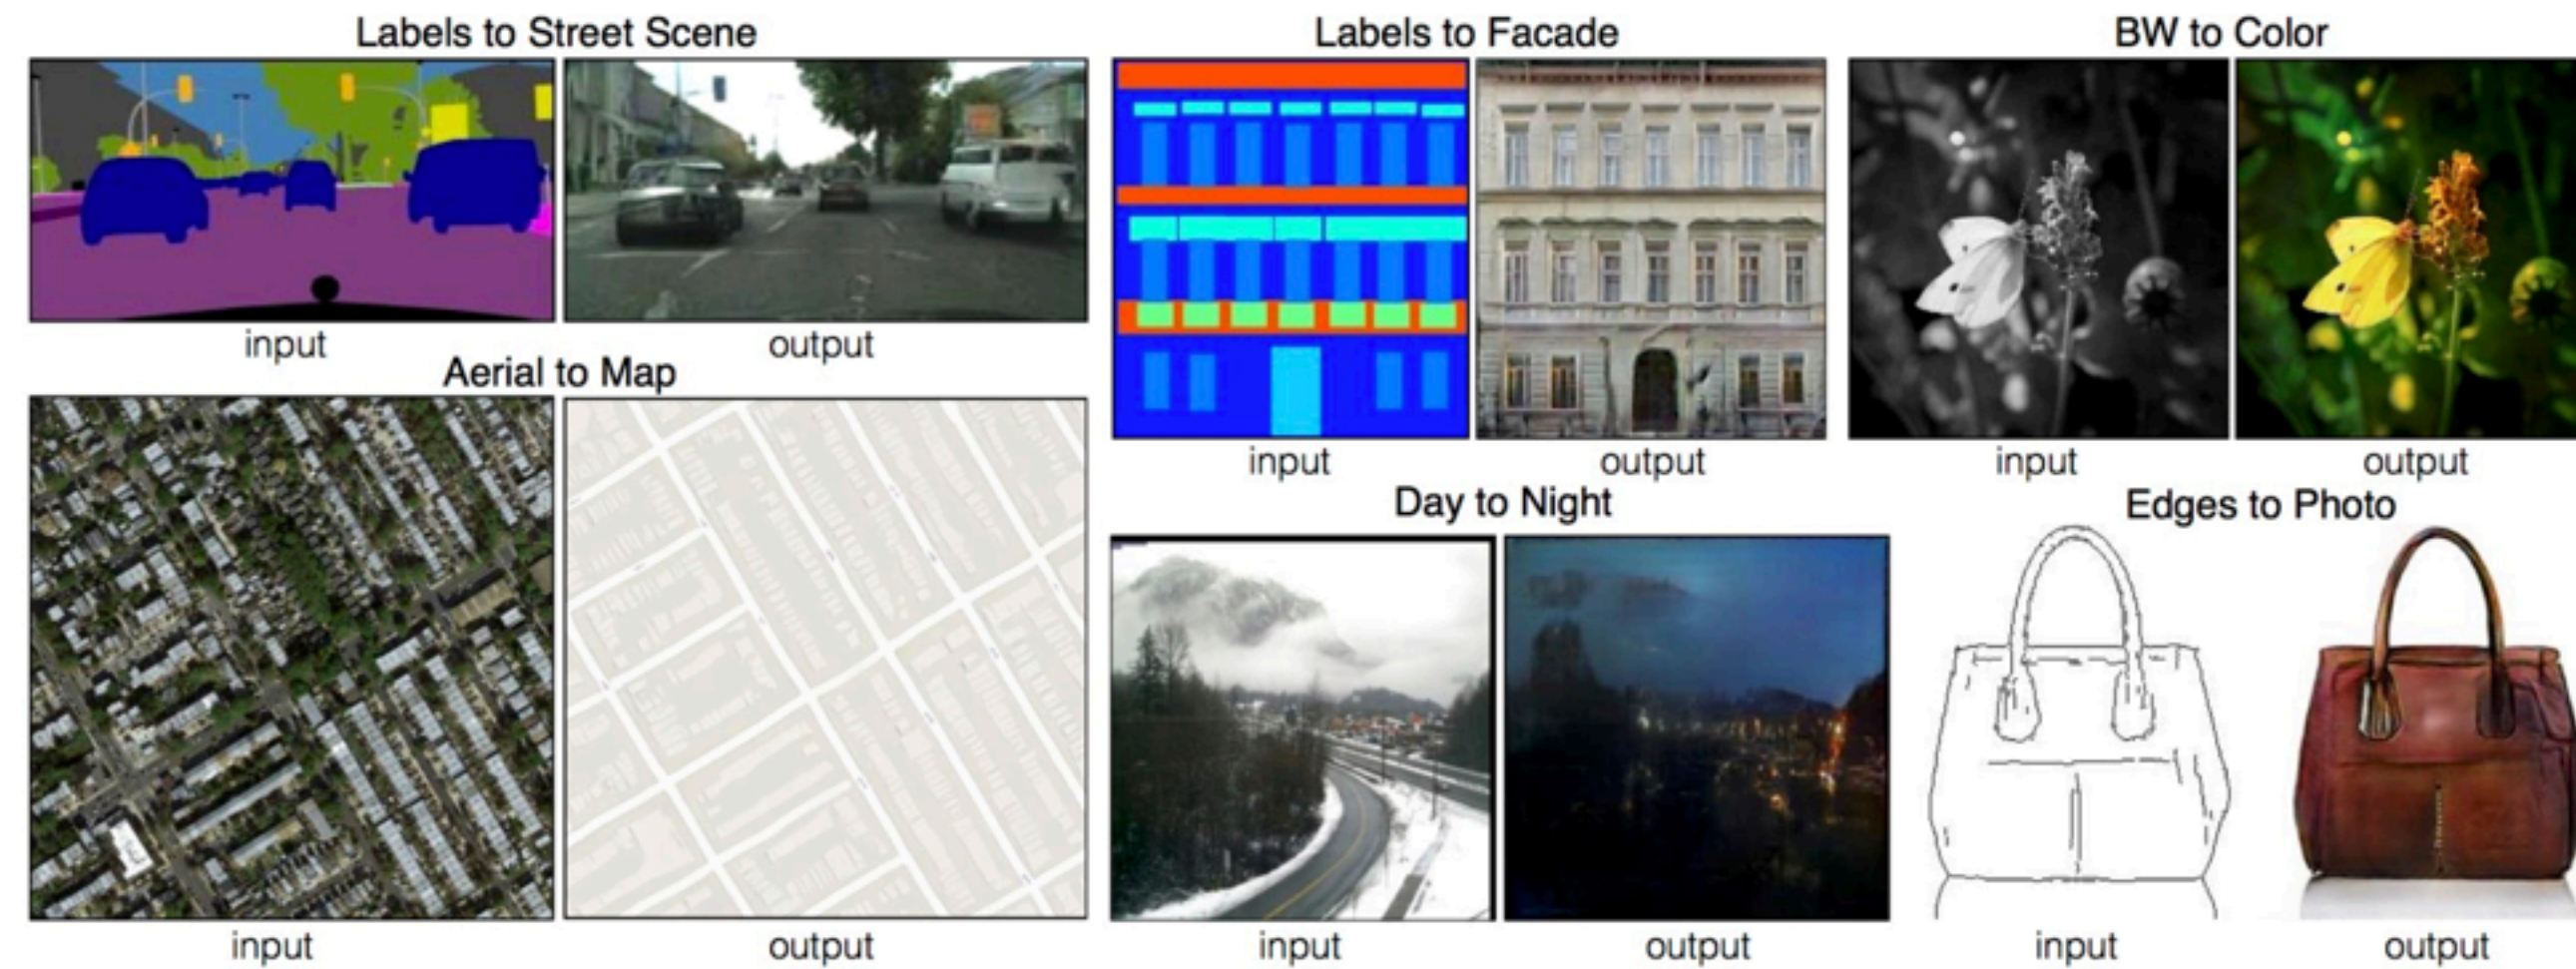 Labels to Street Scene
input
output
Aerial to Map
input
output
Labels to Facade
input
output
BW to Color
input
output
Day to Night
input
output
Edges to Photo
input
output